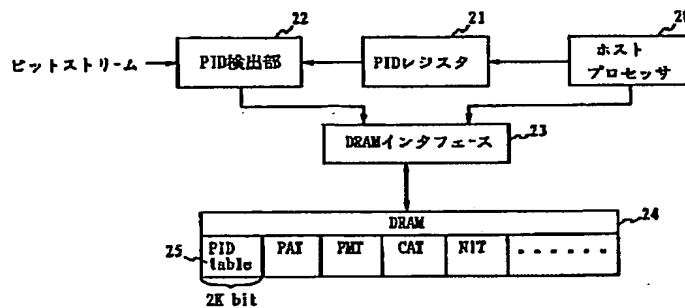 22
21
20
ビットストリーム
PID検出部
PIDレジスタ
ホスト
プロセッサ
23
DRAMインタフェース
24
DRAM
25
PID
table
PAT
PMT
CAT
NIT
2K bit